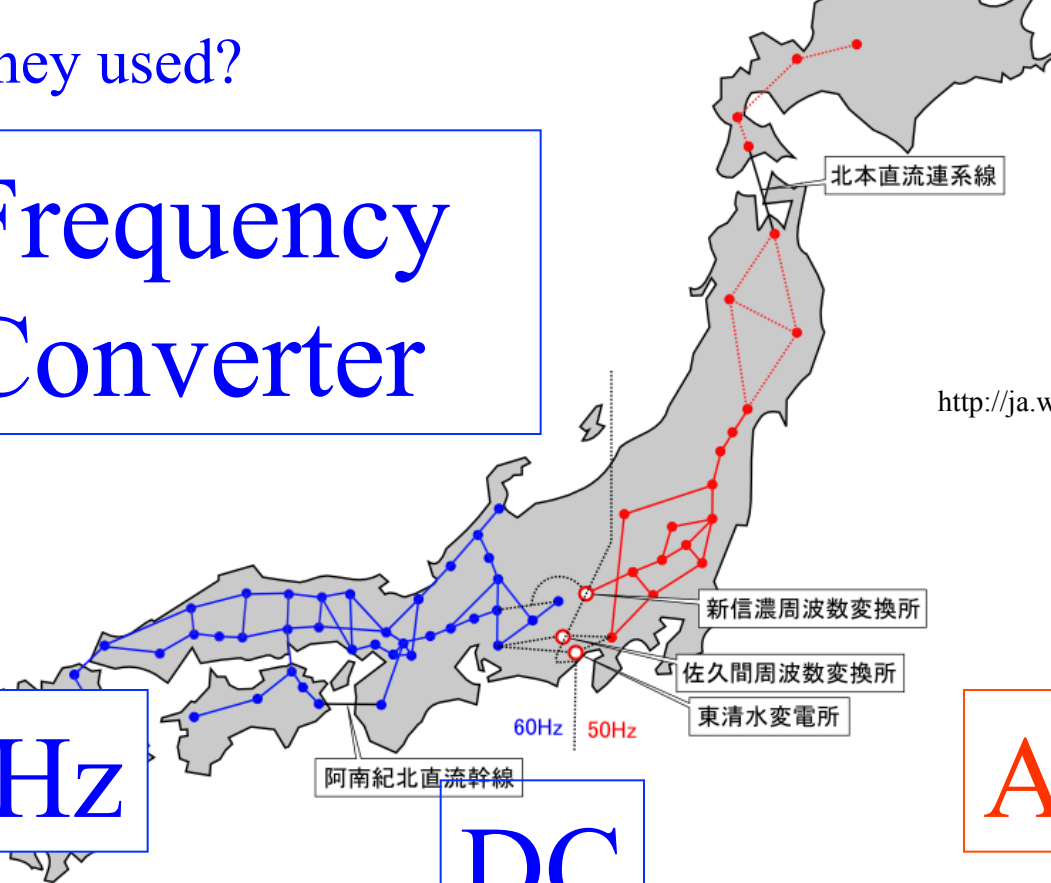 hey used?
Frequency
Converter
北本直流連系線
http://ja.w
新信濃周波数変換所
佐久間周波数変換所
東清水変電所
60Hz 50Hz
阿南紀北直流幹線
Hz
DC
A